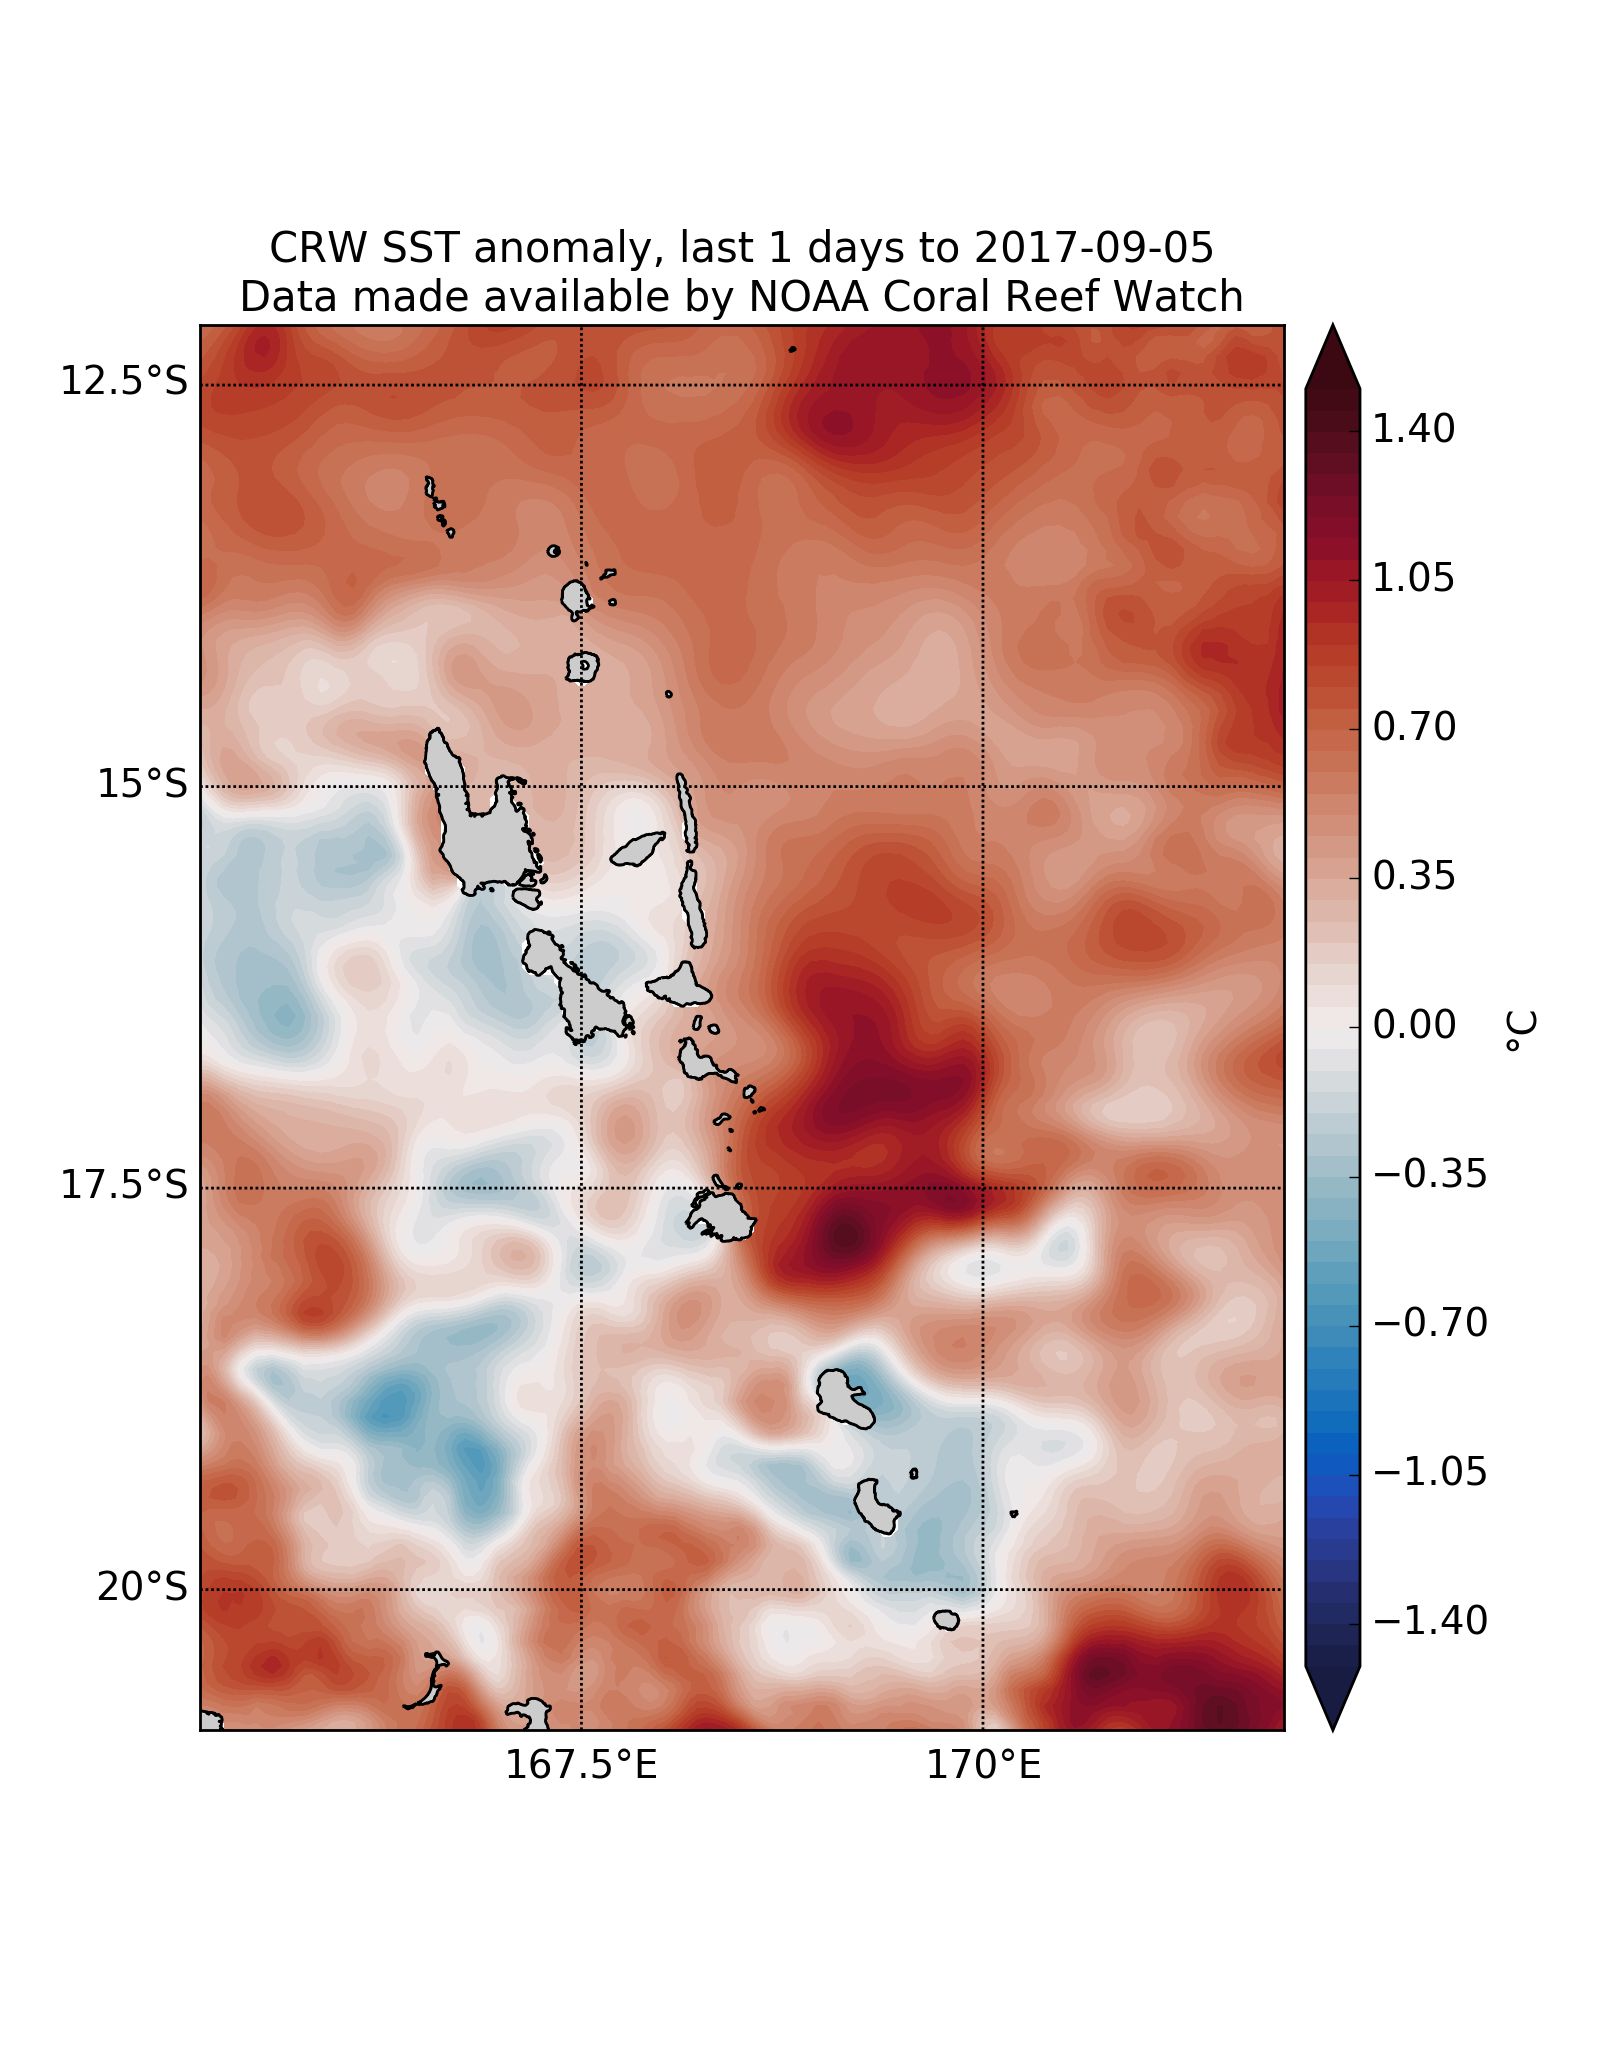 CRW SST anomaly, last 1 days to 2017-09-05
Data made available by NOAA Coral Reef Watch
12.5°S
15°S
17.5°S
20°S
167.5°E
170°E
1.40
1.05
0.70
0.35
0.00
−0.35
−0.70
−1.05
−1.40
°C